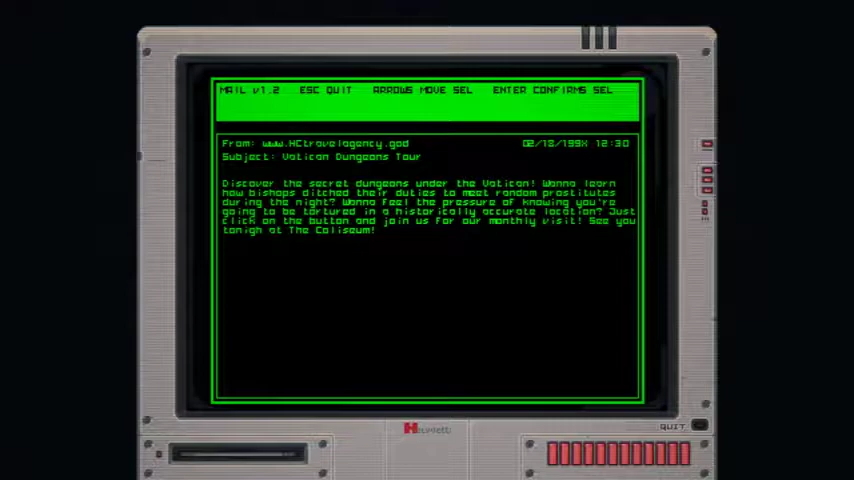 MAIL v1.2 ESC QUIT ARROWS MOVE SEL ENTER CONFIRMS SEL
From: www.HCtravelagency.god 02/18/199X 12:30
Subject: Vatican Dungeons Tour
Discover the secret dungeons under the Vatican! Wanna learn
how bishops ditched their duties to meet random prostitutes
during the night? Wanna feel the pressure of knowing you're
going to be tortured in a historically accurate location? Just
click on the button and join us for our monthly visit! See you
tonigh at The Coliseum!
QUIT